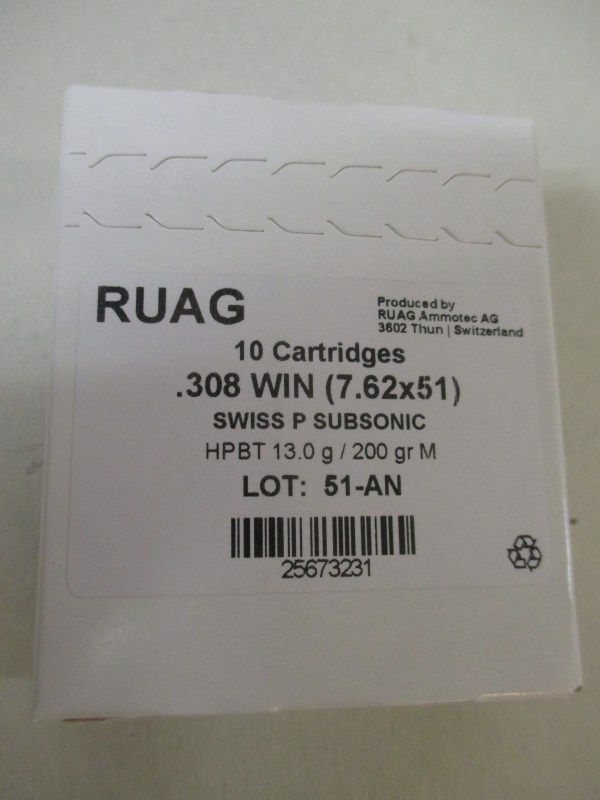 RUAG
Produced by
RUAG Ammotec AG
3602 Thun | Switzerland
10 Cartridges
.308 WIN (7.62x51)
SWISS P SUBSONIC
HPBT 13.0 g / 200 gr M
LOT: 51-AN
25673231